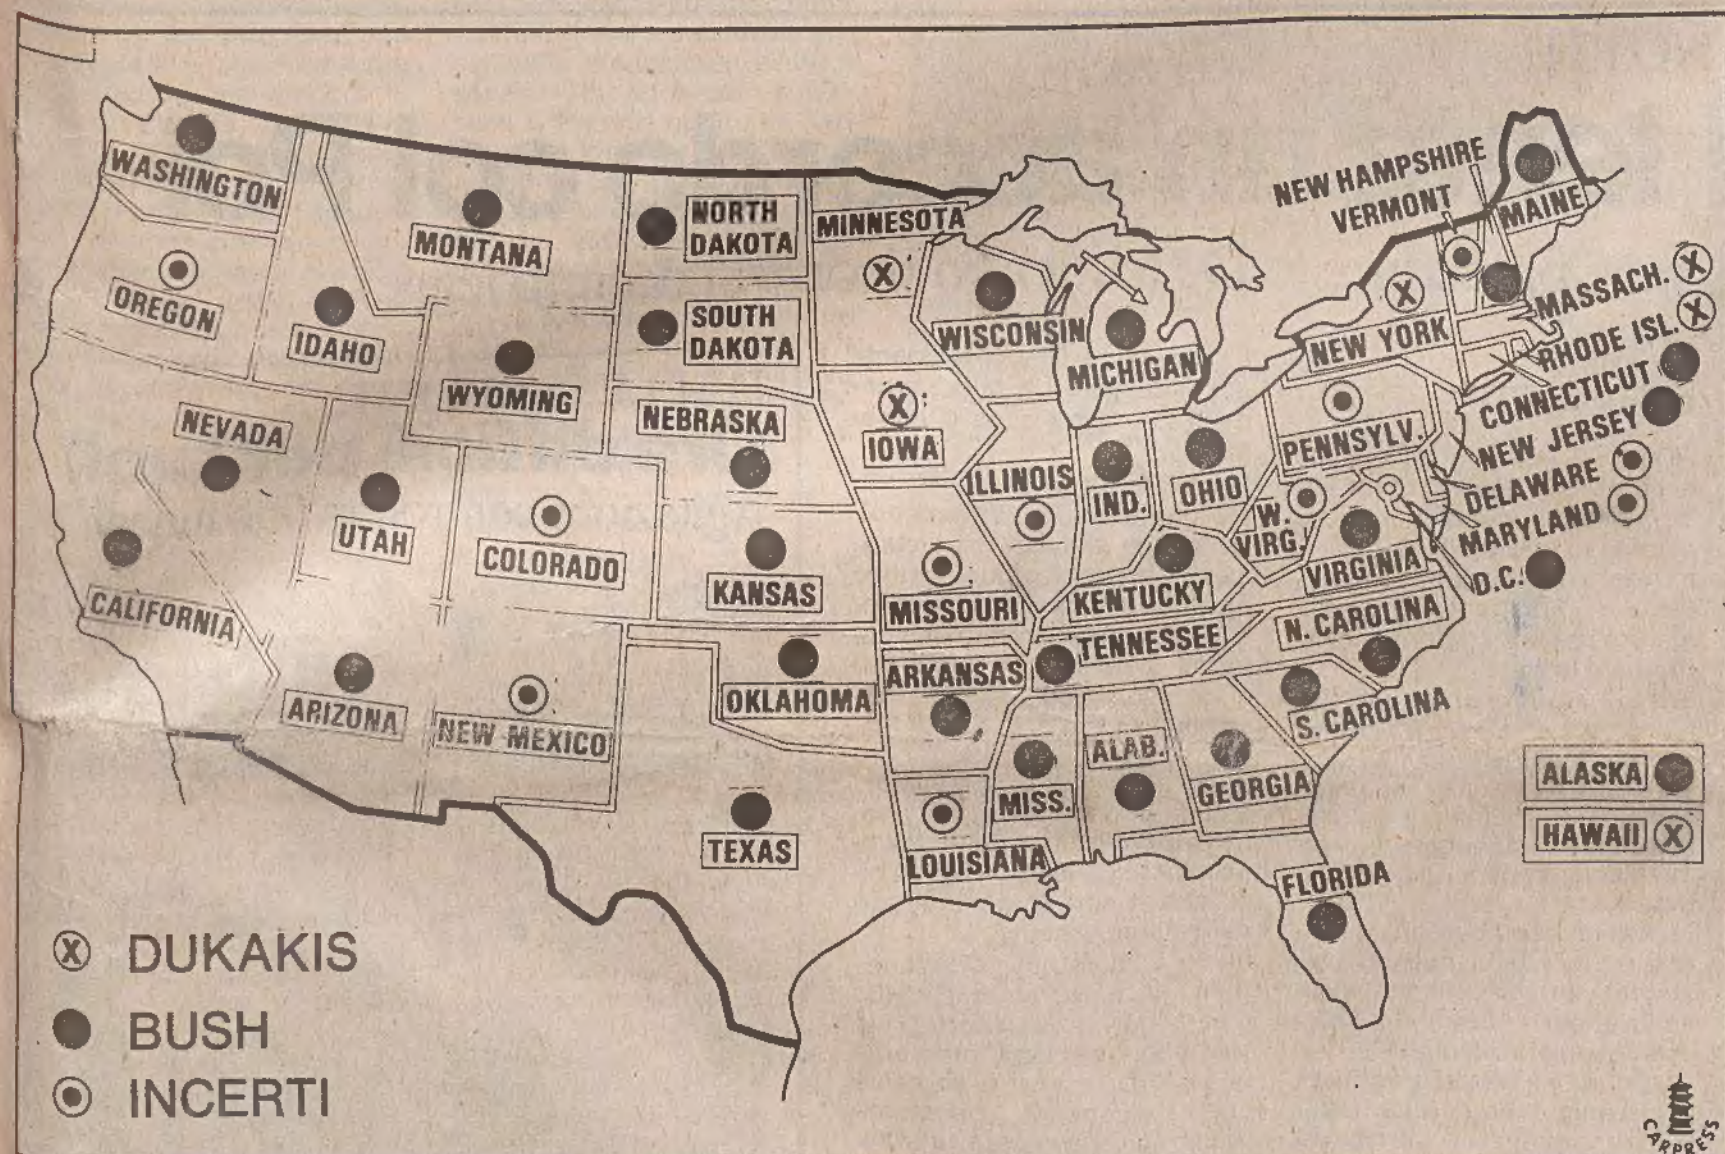 WASHINGTON
OREGON
IDAHO
MONTANA
NORTH
DAKOTA
SOUTH
DAKOTA
MINNESOTA
WISCONSIN
MICHIGAN
NEW HAMPSHIRE
VERMONT
MAINE
NEW YORK
MASSACH.
RHODE ISL.
CONNECTICUT
NEW JERSEY
DELAWARE
MARYLAND
D.C.
WYOMING
NEBRASKA
IOWA
ILLINOIS
IND.
OHIO
PENNSYLV.
W.
VIRG.
VIRGINIA
NEVADA
UTAH
COLORADO
KANSAS
MISSOURI
KENTUCKY
TENNESSEE
N. CAROLINA
S. CAROLINA
CALIFORNIA
ARIZONA
NEW MEXICO
OKLAHOMA
ARKANSAS
MISS.
ALAB.
GEORGIA
TEXAS
LOUISIANA
FLORIDA
ALASKA
HAWAII
DUKAKIS
BUSH
INCERTI
CARPRESS